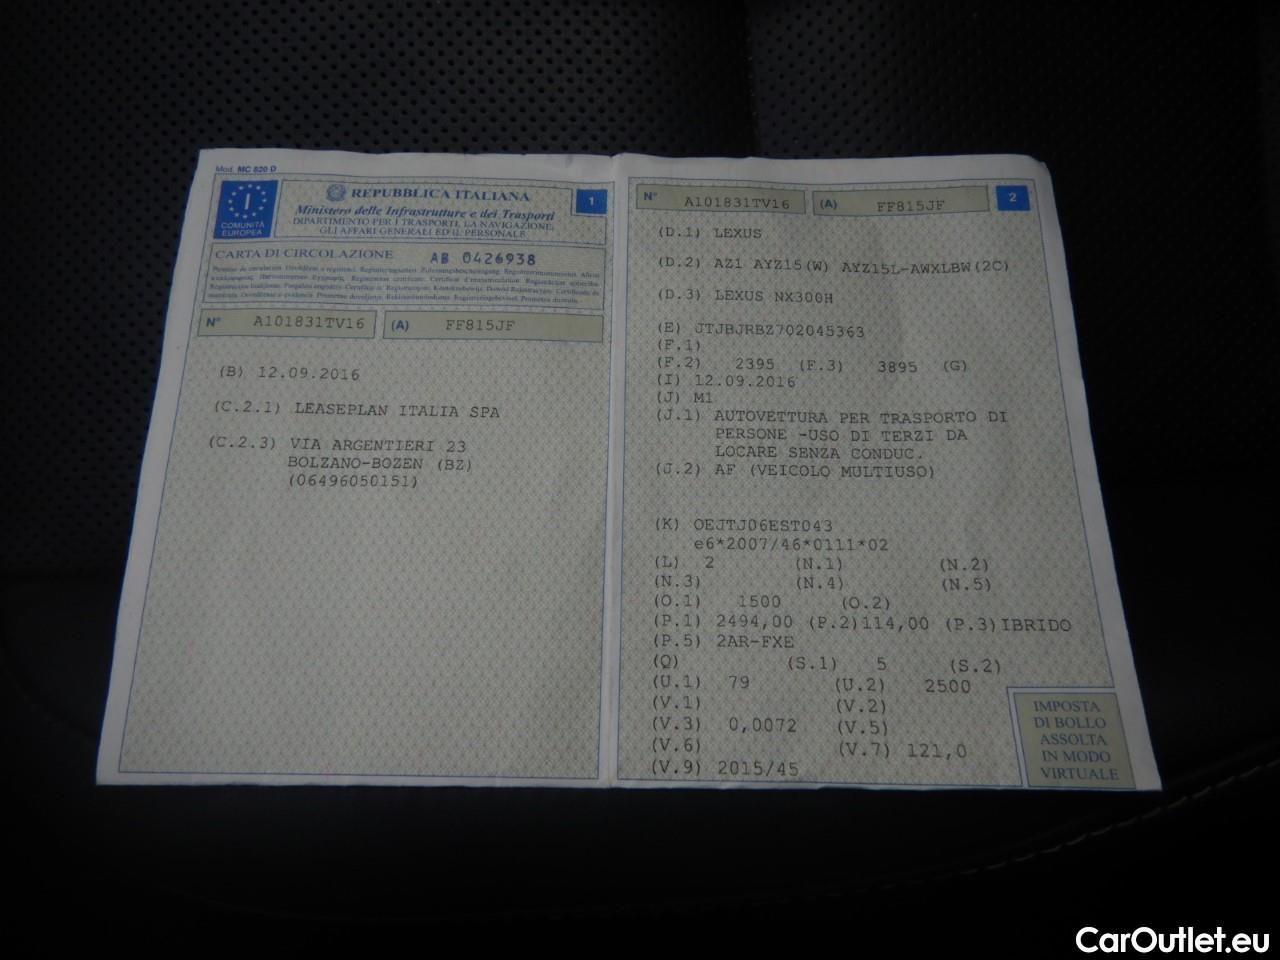 Mod. MC 820 D
I
COMUNITÀ
EUROPEA
REPUBBLICA ITALIANA
1
Ministero delle Infrastrutture e dei Trasporti
DIPARTIMENTO PER I TRASPORTI, LA NAVIGAZIONE,
GLI AFFARI GENERALI ED IL PERSONALE
CARTA DI CIRCOLAZIONE AB 0426938
N° A101831TV16 (A) FF815JF
(B) 12.09.2016
(C.2.1) LEASEPLAN ITALIA SPA
(C.2.3) VIA ARGENTIERI 23
BOLZANO-BOZEN (BZ)
(06496050151)
N° A101831TV16 (A) FF815JF 2
(D.1) LEXUS
(D.2) AZ1 AYZ15(W) AYZ15L-AWXLBW(2C)
(D.3) LEXUS NX300H
(E) JTJBJRBZ702045363
(F.1)
(F.2) 2395 (F.3) 3895 (G)
(I) 12.09.2016
(J) M1
(J.1) AUTOVETTURA PER TRASPORTO DI
PERSONE -USO DI TERZI DA
LOCARE SENZA CONDUC.
(J.2) AF (VEICOLO MULTIUSO)
(K) OEJTJ06EST043
e6*2007/46*0111*02
(L) 2 (N.1) (N.2)
(N.3) (N.4) (N.5)
(O.1) 1500 (O.2)
(P.1) 2494,00 (P.2)114,00 (P.3)IBRIDO
(P.5) 2AR-FXE
(Q) (S.1) 5 (S.2)
(U.1) 79 (U.2) 2500
(V.1) (V.2)
(V.3) 0,0072 (V.5)
(V.6) (V.7) 121,0
(V.9) 2015/45
IMPOSTA
DI BOLLO
ASSOLTA
IN MODO
VIRTUALE
CarOutlet.eu